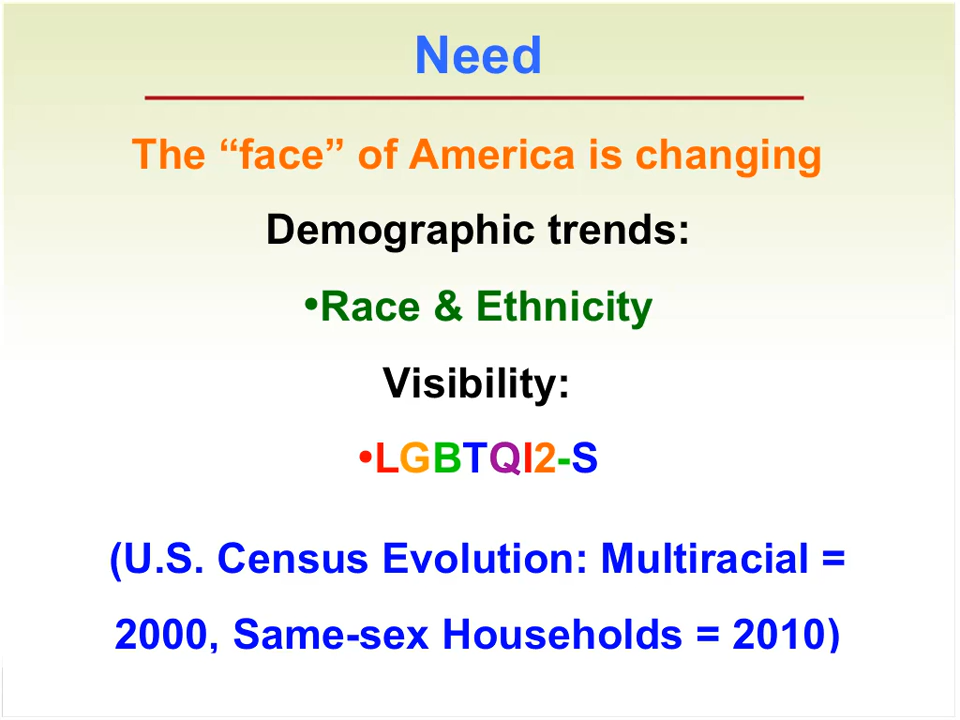 Need
The “face” of America is changing
Demographic trends:
•Race & Ethnicity
Visibility:
•LGBTQI2-S
(U.S. Census Evolution: Multiracial =
2000, Same-sex Households = 2010)